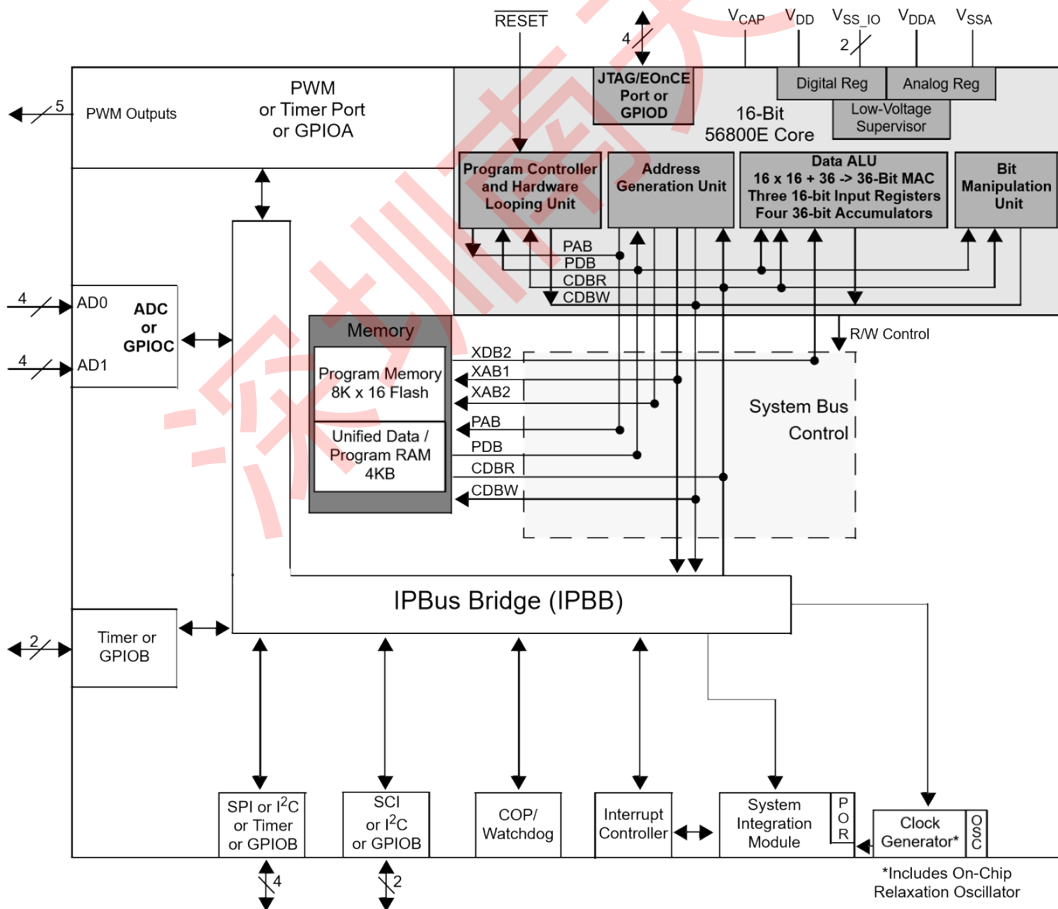 RESET
4
VCAP
VDD
VSS_IO
2
VDDA
VSSA
5
PWM Outputs
PWM
or Timer Port
or GPIOA
JTAG/EOnCE
Port or
GPIOD
16-Bit
56800E Core
Digital Reg
Analog Reg
Low-Voltage
Supervisor
Program Controller
and Hardware
Looping Unit
Address
Generation Unit
Data ALU
16 x 16 + 36 -> 36-Bit MAC
Three 16-bit Input Registers
Four 36-bit Accumulators
Bit
Manipulation
Unit
PAB
PDB
CDBR
CDBW
4
AD0
4
AD1
ADC
or
GPIOC
Memory
Program Memory
8K x 16 Flash
Unified Data /
Program RAM
4KB
XDB2
XAB1
XAB2
PAB
PDB
CDBR
CDBW
R/W Control
System Bus
Control
IPBus Bridge (IPBB)
2
Timer or
GPIOB
SPI or I²C
or Timer
or GPIOB
4
SCI
or I²C
or GPIOB
2
COP/
Watchdog
Interrupt
Controller
System
Integration
Module
POR
Clock
Generator*
OSC
*Includes On-Chip
Relaxation Oscillator
深圳南天